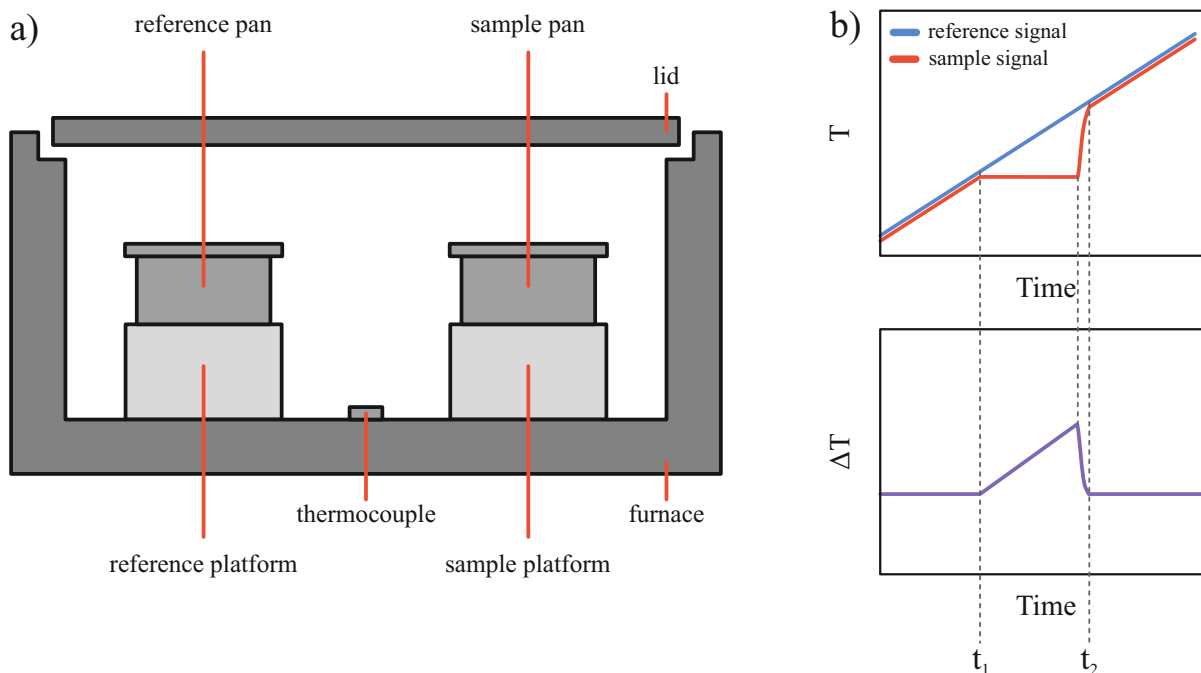 a)
reference pan
sample pan
lid
thermocouple
furnace
reference platform
sample platform
b)
reference signal
sample signal
T
Time
ΔT
Time
t₁
t₂